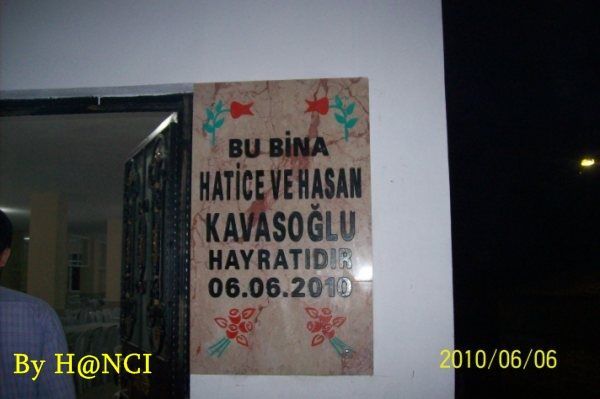 BU BİNA
HATİCE VE HASAN
KAVASOĞLU
HAYRATIDIR
06.06.2010
By H@NCI
2010/06/06